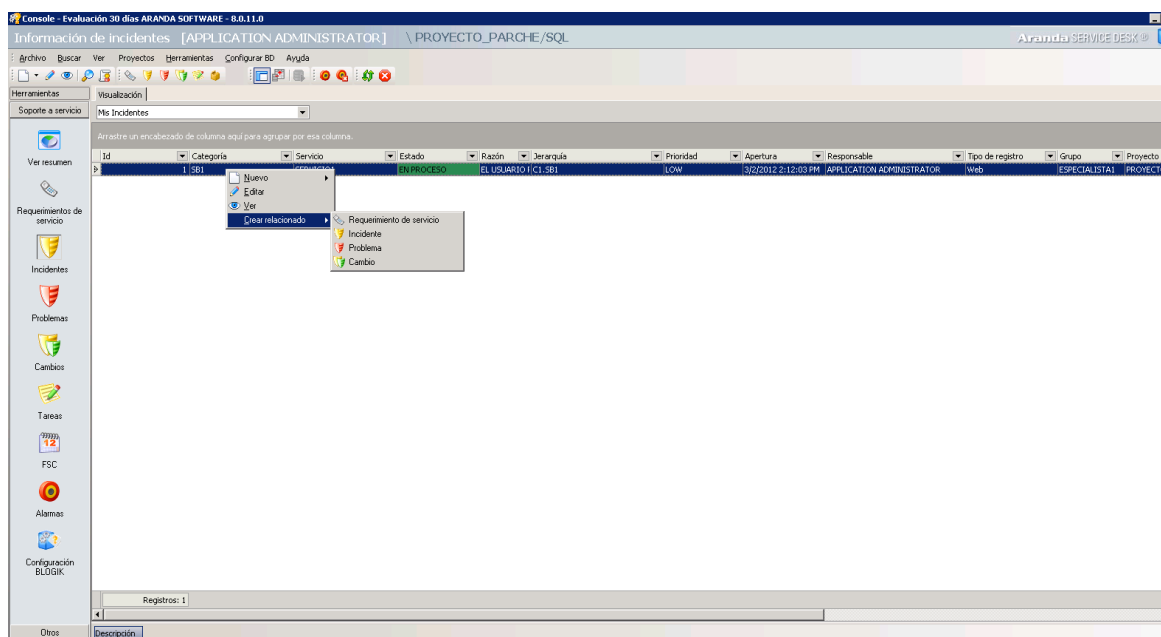 Console - Evaluación 30 días ARANDA SOFTWARE - 8.0.11.0
Información de incidentes [APPLICATION ADMINISTRATOR] \ PROYECTO_PARCHE/SQL Aranda SERVICE DESK ®
Archivo Buscar Ver Proyectos Herramientas Configurar BD Ayuda
Herramientas
Visualización
Soporte a servicio
Mis Incidentes
Arrastre un encabezado de columna aquí para agrupar por esa columna.
Id Categoría Servicio Estado Razón Jerarquía Prioridad Apertura Responsable Tipo de registro Grupo Proyecto
1 SB1 EN PROCESO EL USUARIO C1.SB1 LOW 3/2/2012 2:12:03 PM APPLICATION ADMINISTRATOR Web ESPECIALISTA1 PROYECT
Nuevo
Editar
Ver
Crear relacionado
Requerimiento de servicio
Incidente
Problema
Cambio
Ver resumen
Requerimientos de
servicio
Incidentes
Problemas
Cambios
Tareas
12
FSC
Alarmas
Configuración
BLOGIK
Registros: 1
Otros
Descripción